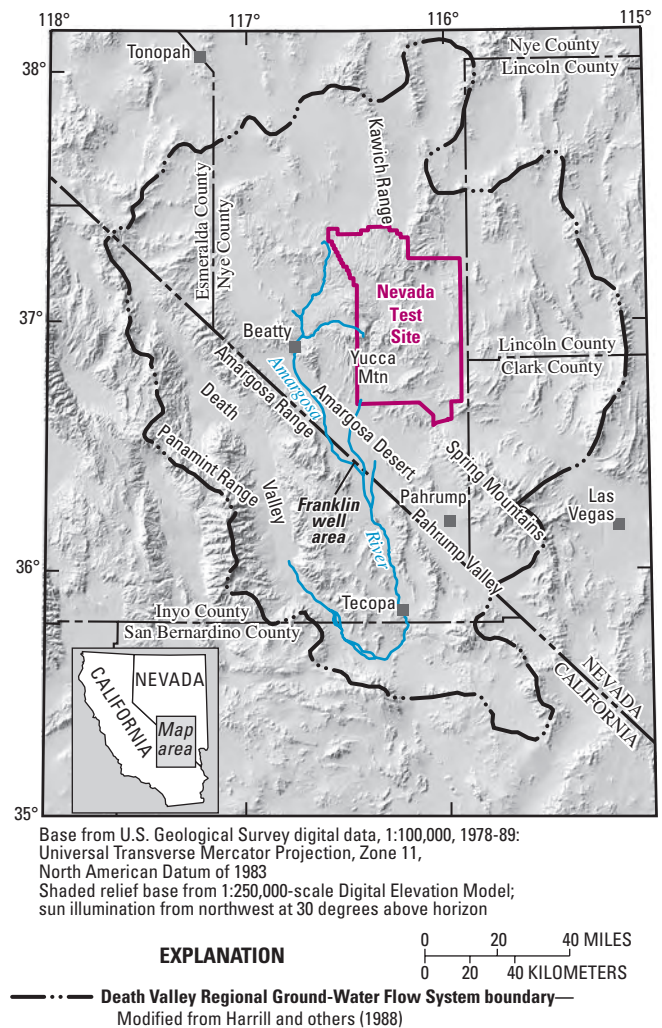 118°
117°
116°
115°
38°
Tonopah
Nye County
Lincoln County
Kawich Range
Esmeralda County
Nye County
Nevada
Test
Site
37°
Beatty
Yucca
Mtn
Lincoln County
Clark County
Amargosa
Amargosa Range
Amargosa Desert
Death
Valley
Panamint Range
Spring Mountains
Franklin
well
area
Pahrump
Las
Vegas
Pahrump Valley
River
36°
Tecopa
Inyo County
San Bernardino County
NEVADA
CALIFORNIA
NEVADA
CALIFORNIA
Map
area
35°
Base from U.S. Geological Survey digital data, 1:100,000, 1978-89:
Universal Transverse Mercator Projection, Zone 11,
North American Datum of 1983
Shaded relief base from 1:250,000-scale Digital Elevation Model;
sun illumination from northwest at 30 degrees above horizon
EXPLANATION
0 20 40 MILES
0 20 40 KILOMETERS
Death Valley Regional Ground-Water Flow System boundary—
Modified from Harrill and others (1988)